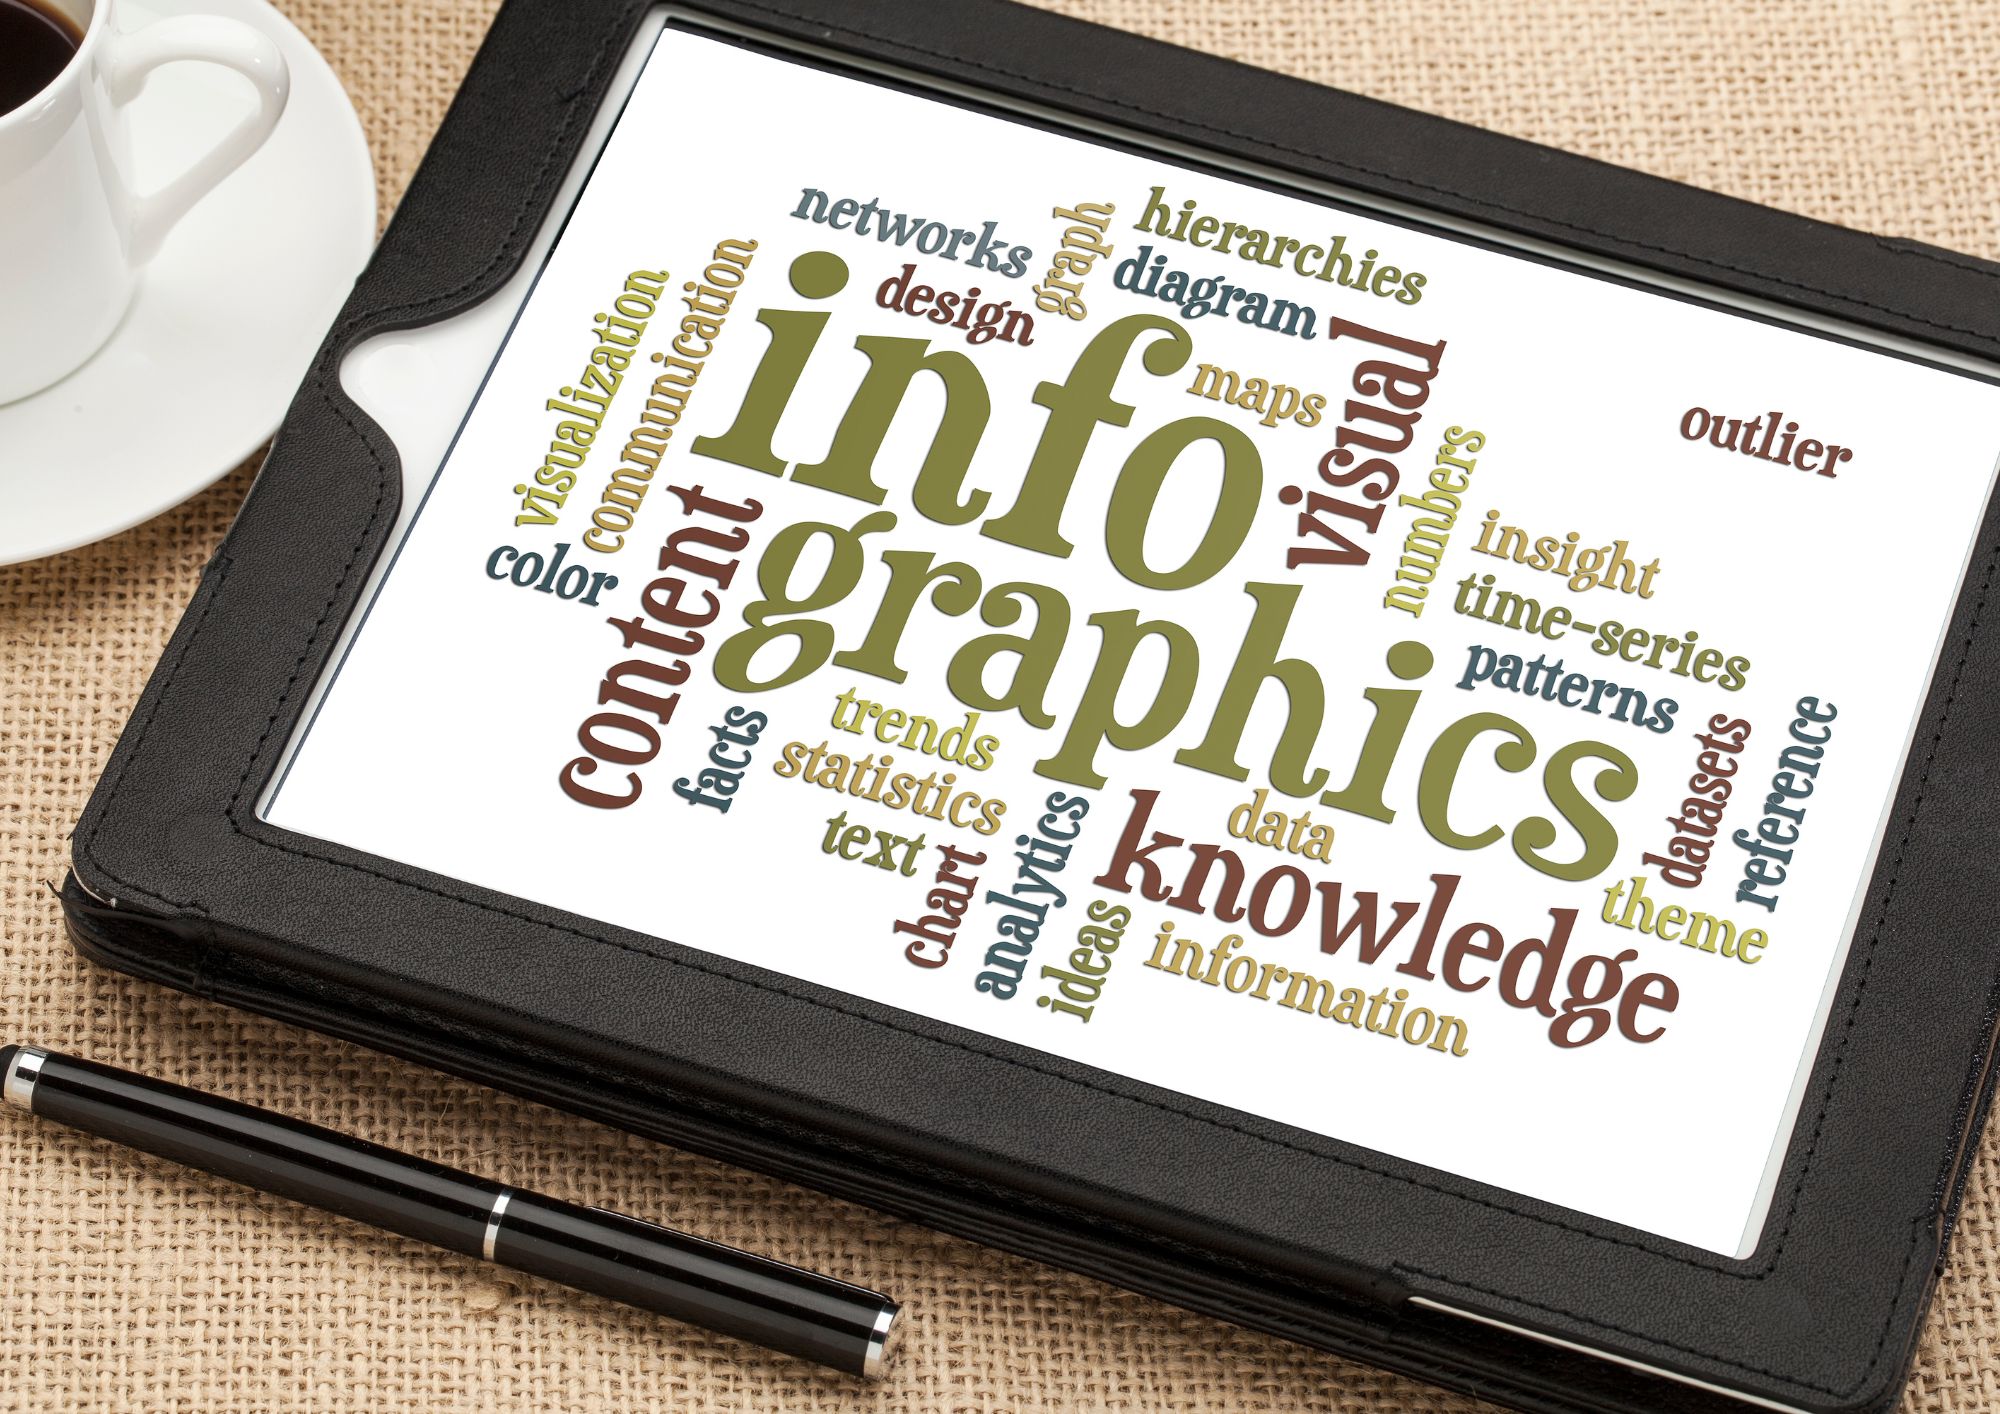 networks
graph
hierarchies
design
diagram
visualization
communication
info
maps
visual
outlier
numbers
insight
time-series
patterns
color
content
graphics
facts
trends
statistics
text
chart
analytics
ideas
data
knowledge
information
datasets
reference
theme